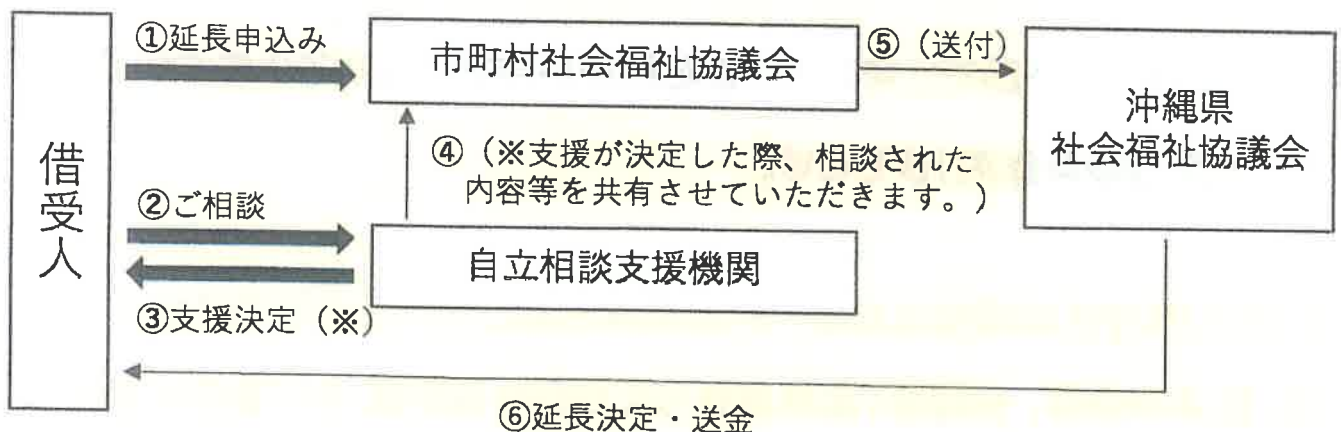 ①延長申込み
市町村社会福祉協議会
⑤（送付）
沖縄県
社会福祉協議会
借受人
④（※支援が決定した際、相談された
内容等を共有させていただきます。）
②ご相談
自立相談支援機関
③支援決定（※）
⑥延長決定・送金